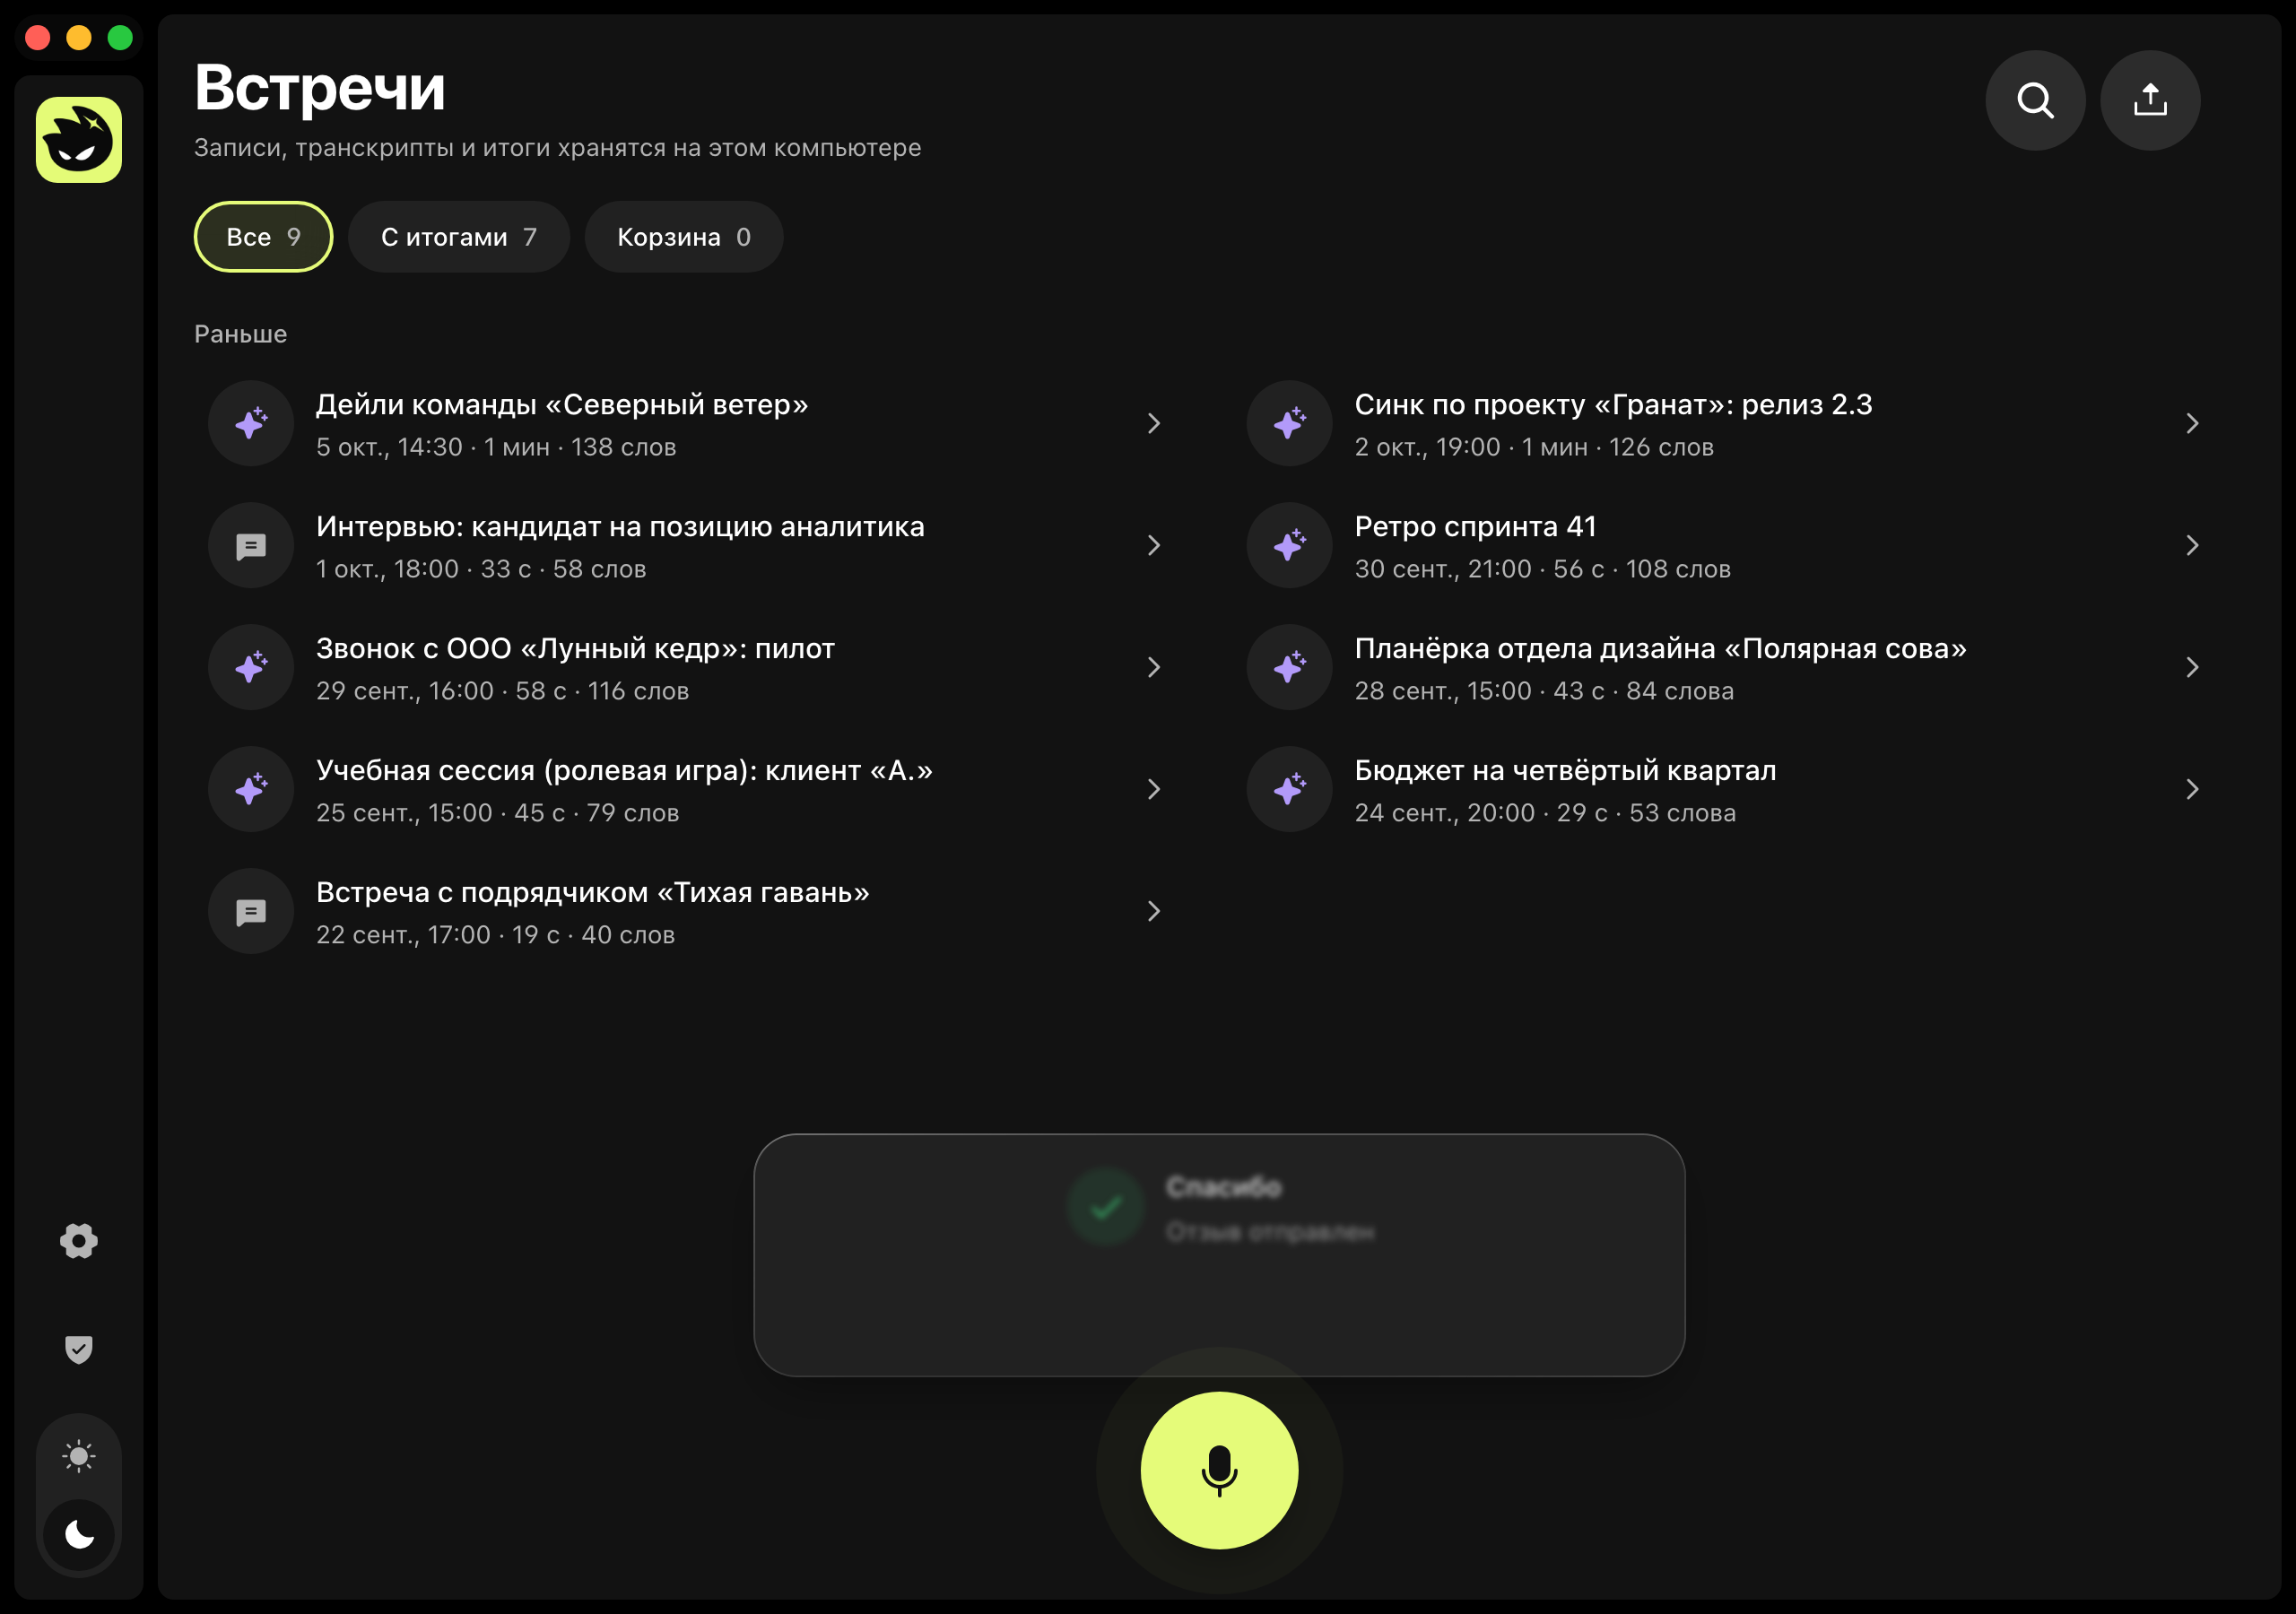 Встречи
Записи, транскрипты и итоги хранятся на этом компьютере
Все 9
С итогами 7
Корзина 0
Раньше
Дейли команды «Северный ветер»
5 окт., 14:30 · 1 мин · 138 слов
Синк по проекту «Гранат»: релиз 2.3
2 окт., 19:00 · 1 мин · 126 слов
Интервью: кандидат на позицию аналитика
1 окт., 18:00 · 33 с · 58 слов
Ретро спринта 41
30 сент., 21:00 · 56 с · 108 слов
Звонок с ООО «Лунный кедр»: пилот
29 сент., 16:00 · 58 с · 116 слов
Планёрка отдела дизайна «Полярная сова»
28 сент., 15:00 · 43 с · 84 слова
Учебная сессия (ролевая игра): клиент «А.»
25 сент., 15:00 · 45 с · 79 слов
Бюджет на четвёртый квартал
24 сент., 20:00 · 29 с · 53 слова
Встреча с подрядчиком «Тихая гавань»
22 сент., 17:00 · 19 с · 40 слов
Спасибо
Отзыв отправлен